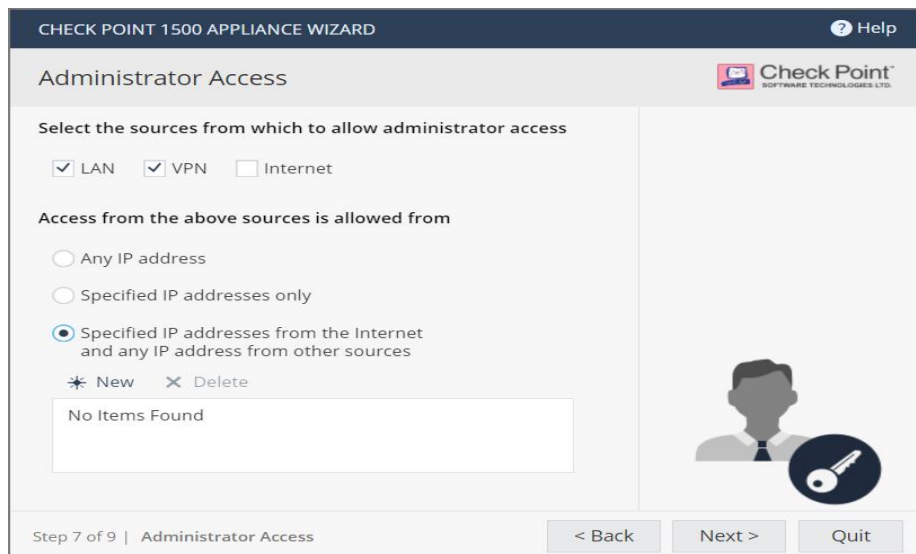 CHECK POINT 1500 APPLIANCE WIZARD
? Help
Administrator Access
Check Point™
SOFTWARE TECHNOLOGIES LTD.
Select the sources from which to allow administrator access
LAN VPN Internet
Access from the above sources is allowed from
Any IP address
Specified IP addresses only
Specified IP addresses from the Internet
and any IP address from other sources
New Delete
No Items Found
Step 7 of 9 | Administrator Access
< Back Next > Quit